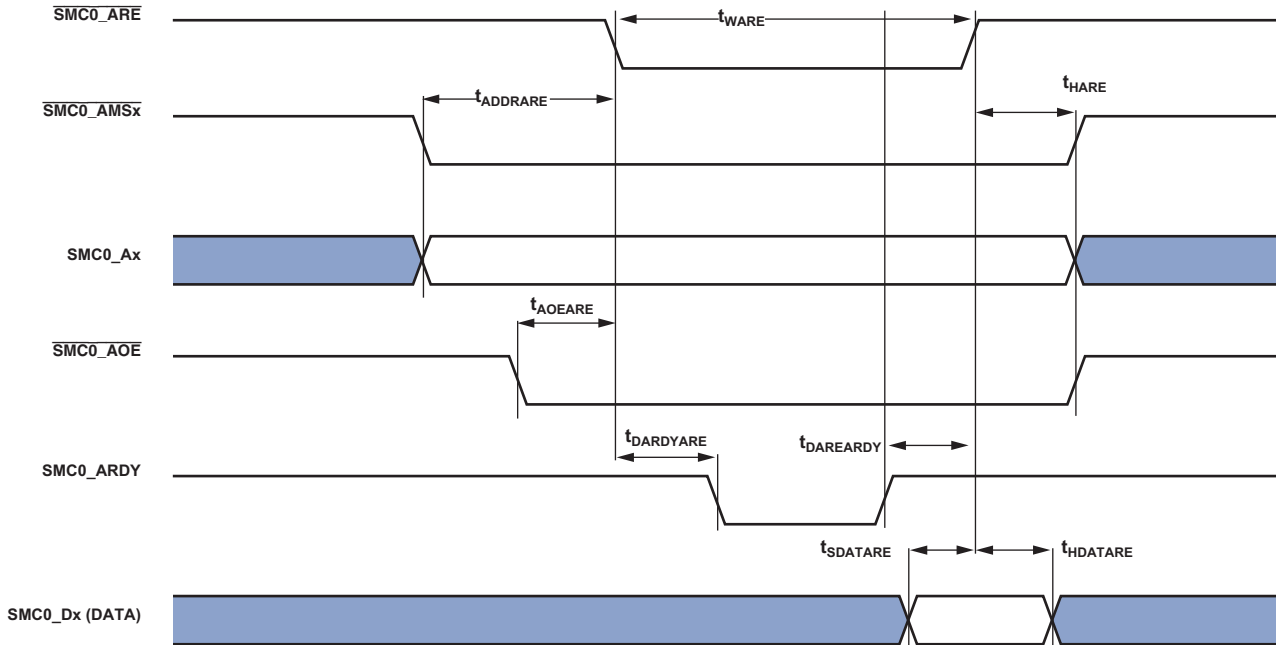 SMC0_ARE
tWARE
tHARE
tADDRARE
SMC0_AMSx
SMC0_Ax
tAOEARE
SMC0_AOE
tDARDYARE
tDAREARDY
SMC0_ARDY
tSDATARE
tHDATARE
SMC0_Dx (DATA)